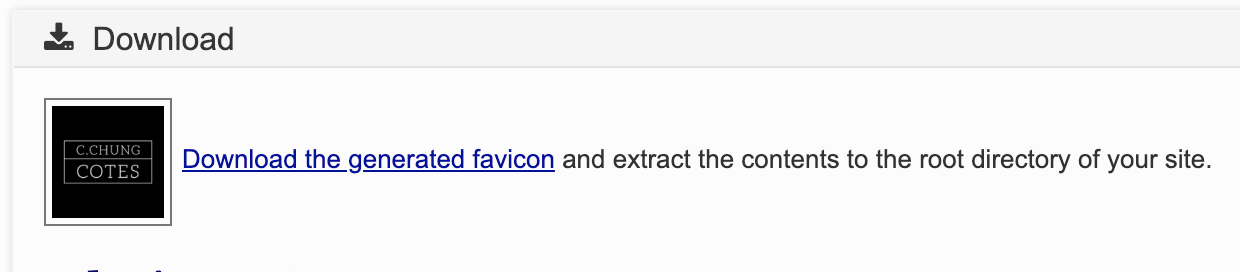 Download
C.CHUNG
COTES
Download the generated favicon and extract the contents to the root directory of your site.